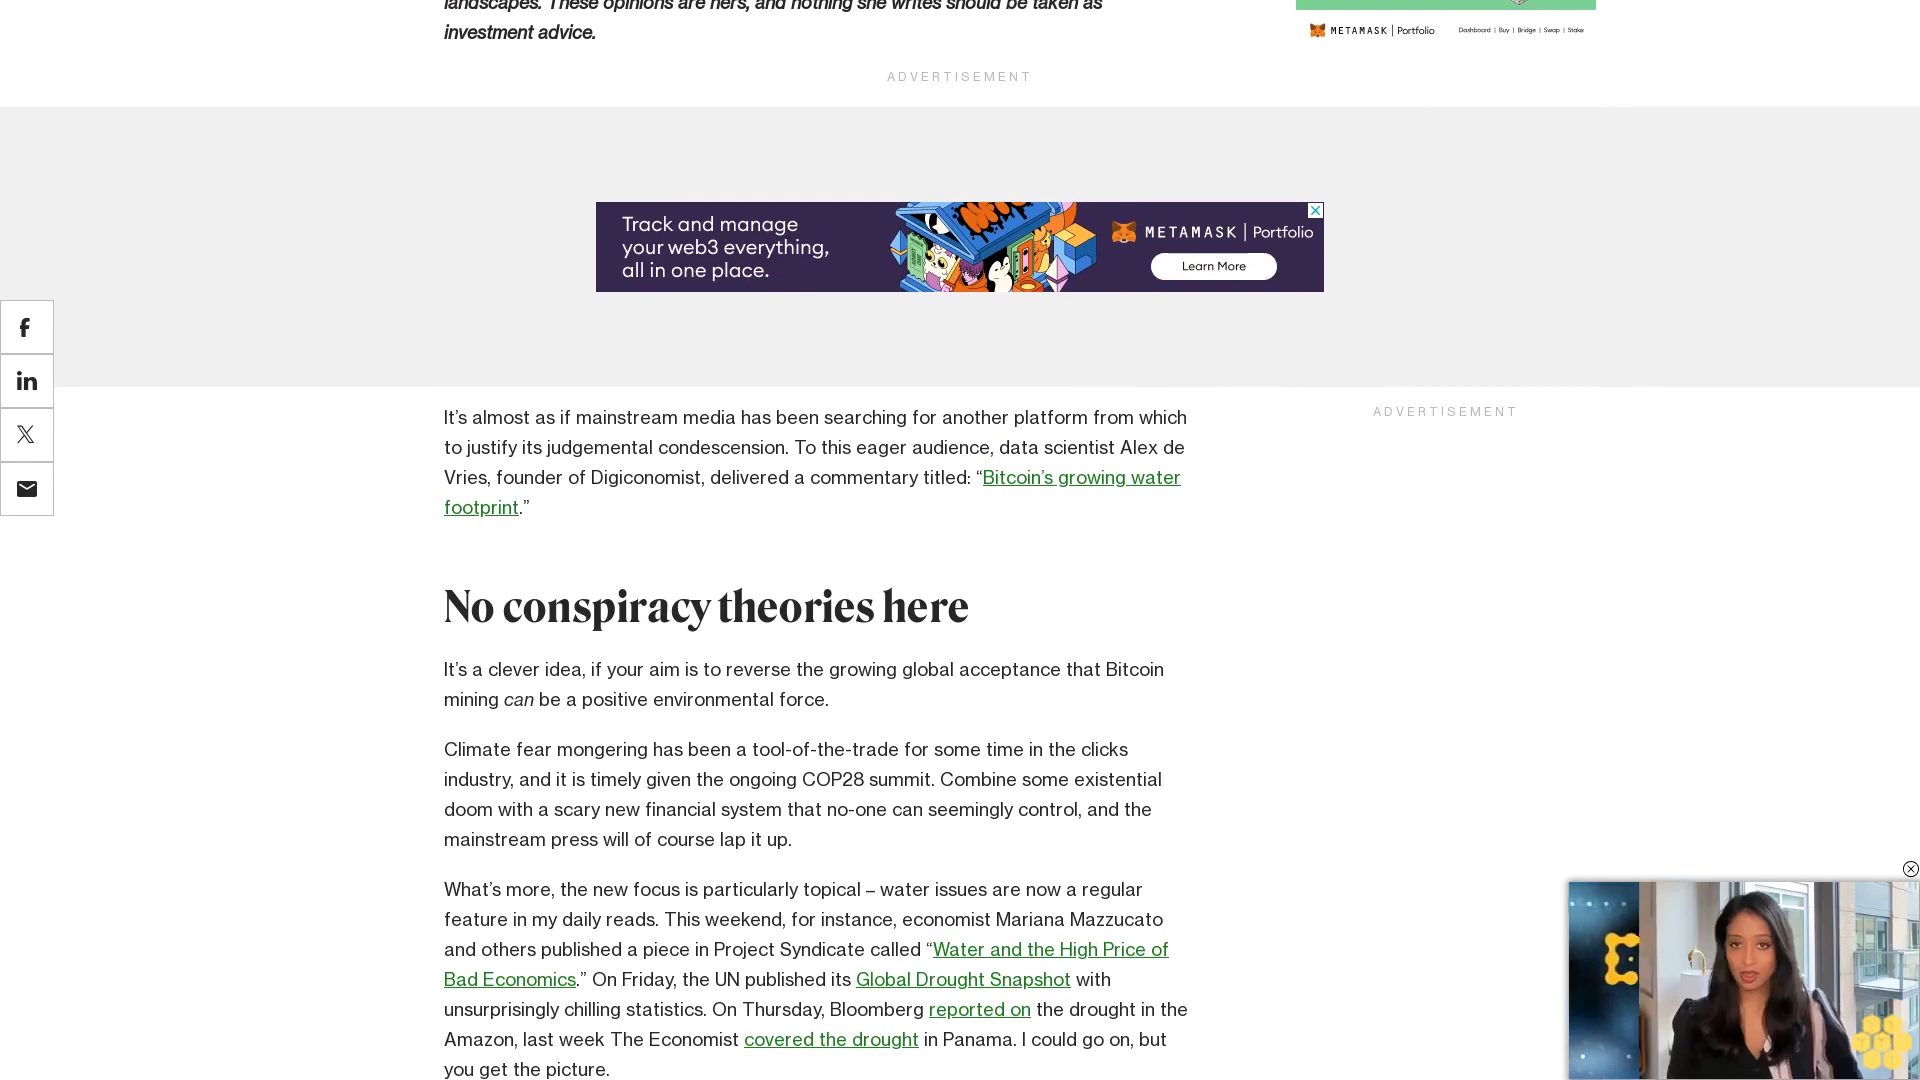 landscapes. These opinions are hers, and nothing she writes should be taken as
investment advice.
METAMASK | Portfolio
Dashboard | Buy | Bridge | Swap | Stake
ADVERTISEMENT
Track and manage
your web3 everything,
all in one place.
METAMASK | Portfolio
Learn More
It’s almost as if mainstream media has been searching for another platform from which
to justify its judgemental condescension. To this eager audience, data scientist Alex de
Vries, founder of Digiconomist, delivered a commentary titled: “Bitcoin’s growing water
footprint.”
ADVERTISEMENT
No conspiracy theories here
It’s a clever idea, if your aim is to reverse the growing global acceptance that Bitcoin
mining can be a positive environmental force.
Climate fear mongering has been a tool-of-the-trade for some time in the clicks
industry, and it is timely given the ongoing COP28 summit. Combine some existential
doom with a scary new financial system that no-one can seemingly control, and the
mainstream press will of course lap it up.
What’s more, the new focus is particularly topical – water issues are now a regular
feature in my daily reads. This weekend, for instance, economist Mariana Mazzucato
and others published a piece in Project Syndicate called “Water and the High Price of
Bad Economics.” On Friday, the UN published its Global Drought Snapshot with
unsurprisingly chilling statistics. On Thursday, Bloomberg reported on the drought in the
Amazon, last week The Economist covered the drought in Panama. I could go on, but
you get the picture.